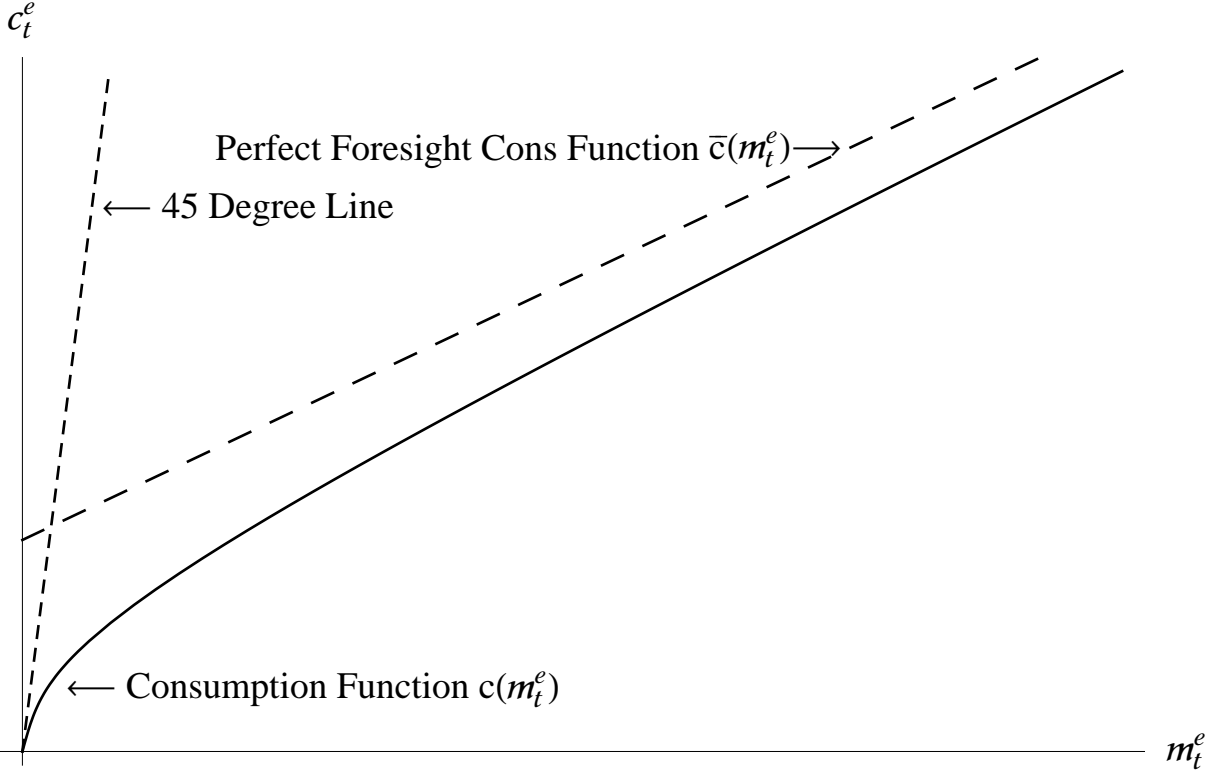 c_t^e
Perfect Foresight Cons Function c̅(m_t^e)⟶
⟵ 45 Degree Line
⟵ Consumption Function c(m_t^e)
m_t^e